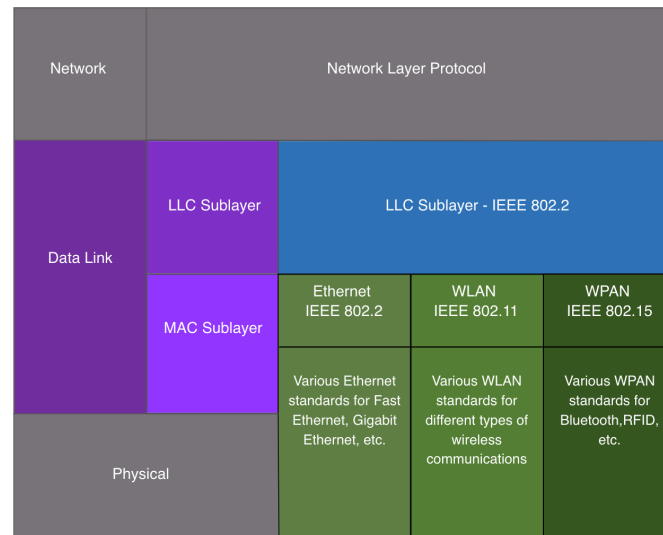 Network
Network Layer Protocol
Data Link
LLC Sublayer
LLC Sublayer - IEEE 802.2
MAC Sublayer
Ethernet
IEEE 802.2
WLAN
IEEE 802.11
WPAN
IEEE 802.15
Various Ethernet
standards for Fast
Ethernet, Gigabit
Ethernet, etc.
Various WLAN
standards for
different types of
wireless
communications
Various WPAN
standards for
Bluetooth,RFID,
etc.
Physical